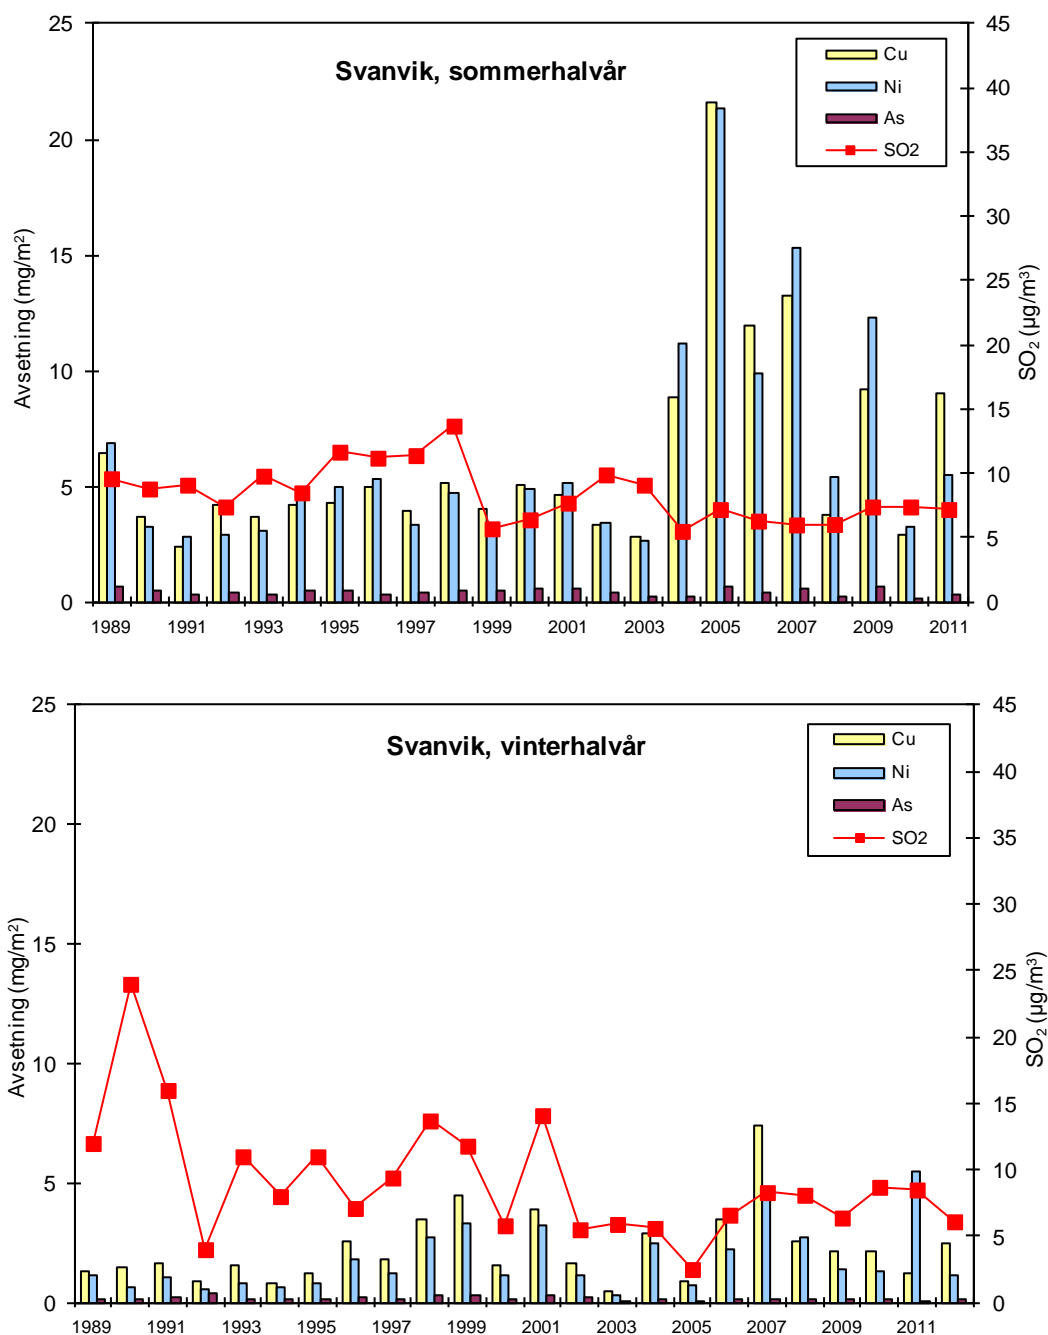 Svanvik, sommerhalvår
Cu
Ni
As
SO2
25
20
15
10
5
0
Avsetning (mg/m²)
45
40
35
30
25
20
15
10
5
0
SO₂ (µg/m³)
1989 1991 1993 1995 1997 1999 2001 2003 2005 2007 2009 2011
Svanvik, vinterhalvår
Cu
Ni
As
SO2
25
20
15
10
5
0
Avsetning (mg/m²)
45
40
35
30
25
20
15
10
5
0
SO₂ (µg/m³)
1989 1991 1993 1995 1997 1999 2001 2003 2005 2007 2009 2011